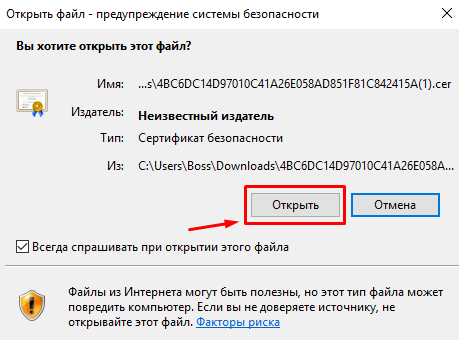 Открыть файл - предупреждение системы безопасности
Вы хотите открыть этот файл?
Имя: ...s\4BC6DC14D97010C41A26E058AD851F81C842415A(1).cer
Издатель: Неизвестный издатель
Тип: Сертификат безопасности
Из: C:\Users\Boss\Downloads\4BC6DC14D97010C41A26E058A...
Открыть Отмена
Всегда спрашивать при открытии этого файла
Файлы из Интернета могут быть полезны, но этот тип файла может
повредить компьютер. Если вы не доверяете источнику, не
открывайте этот файл. Факторы риска